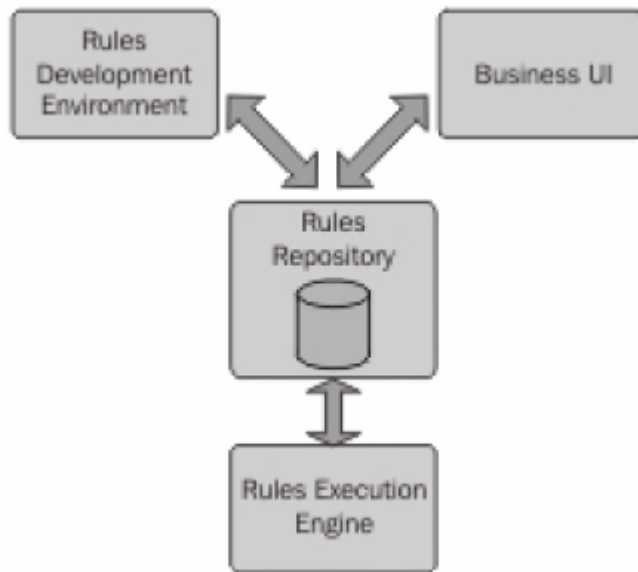 Rules
Development
Environment
Business UI
Rules
Repository
Rules Execution
Engine